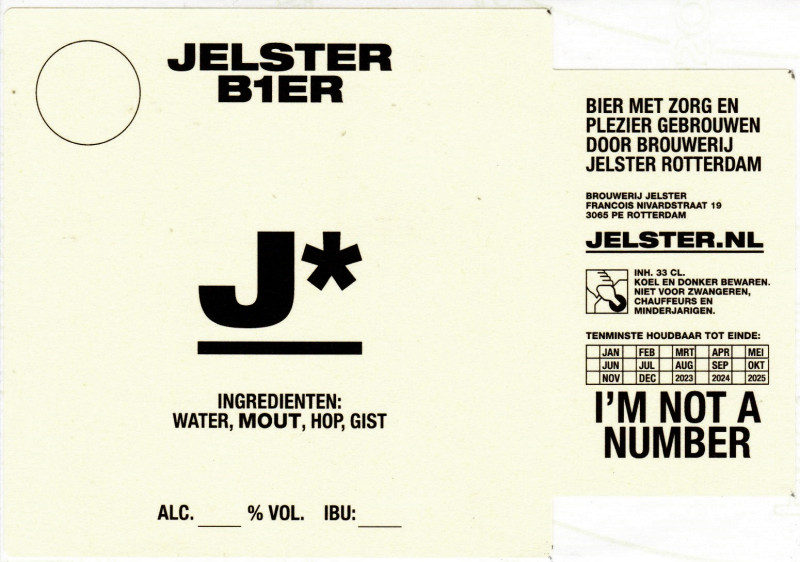 JELSTER
B1ER
J*
INGREDIENTEN:
WATER, MOUT, HOP, GIST
ALC. ____ % VOL. IBU: ____
BIER MET ZORG EN
PLEZIER GEBROUWEN
DOOR BROUWERIJ
JELSTER ROTTERDAM
BROUWERIJ JELSTER
FRANCOIS NIVARDSTRAAT 19
3065 PE ROTTERDAM
JELSTER.NL
INH. 33 CL.
KOEL EN DONKER BEWAREN.
NIET VOOR ZWANGEREN,
CHAUFFEURS EN
MINDERJARIGEN.
TENMINSTE HOUDBAAR TOT EINDE:
JAN FEB MRT APR MEI
JUN JUL AUG SEP OKT
NOV DEC 2023 2024 2025
I'M NOT A
NUMBER